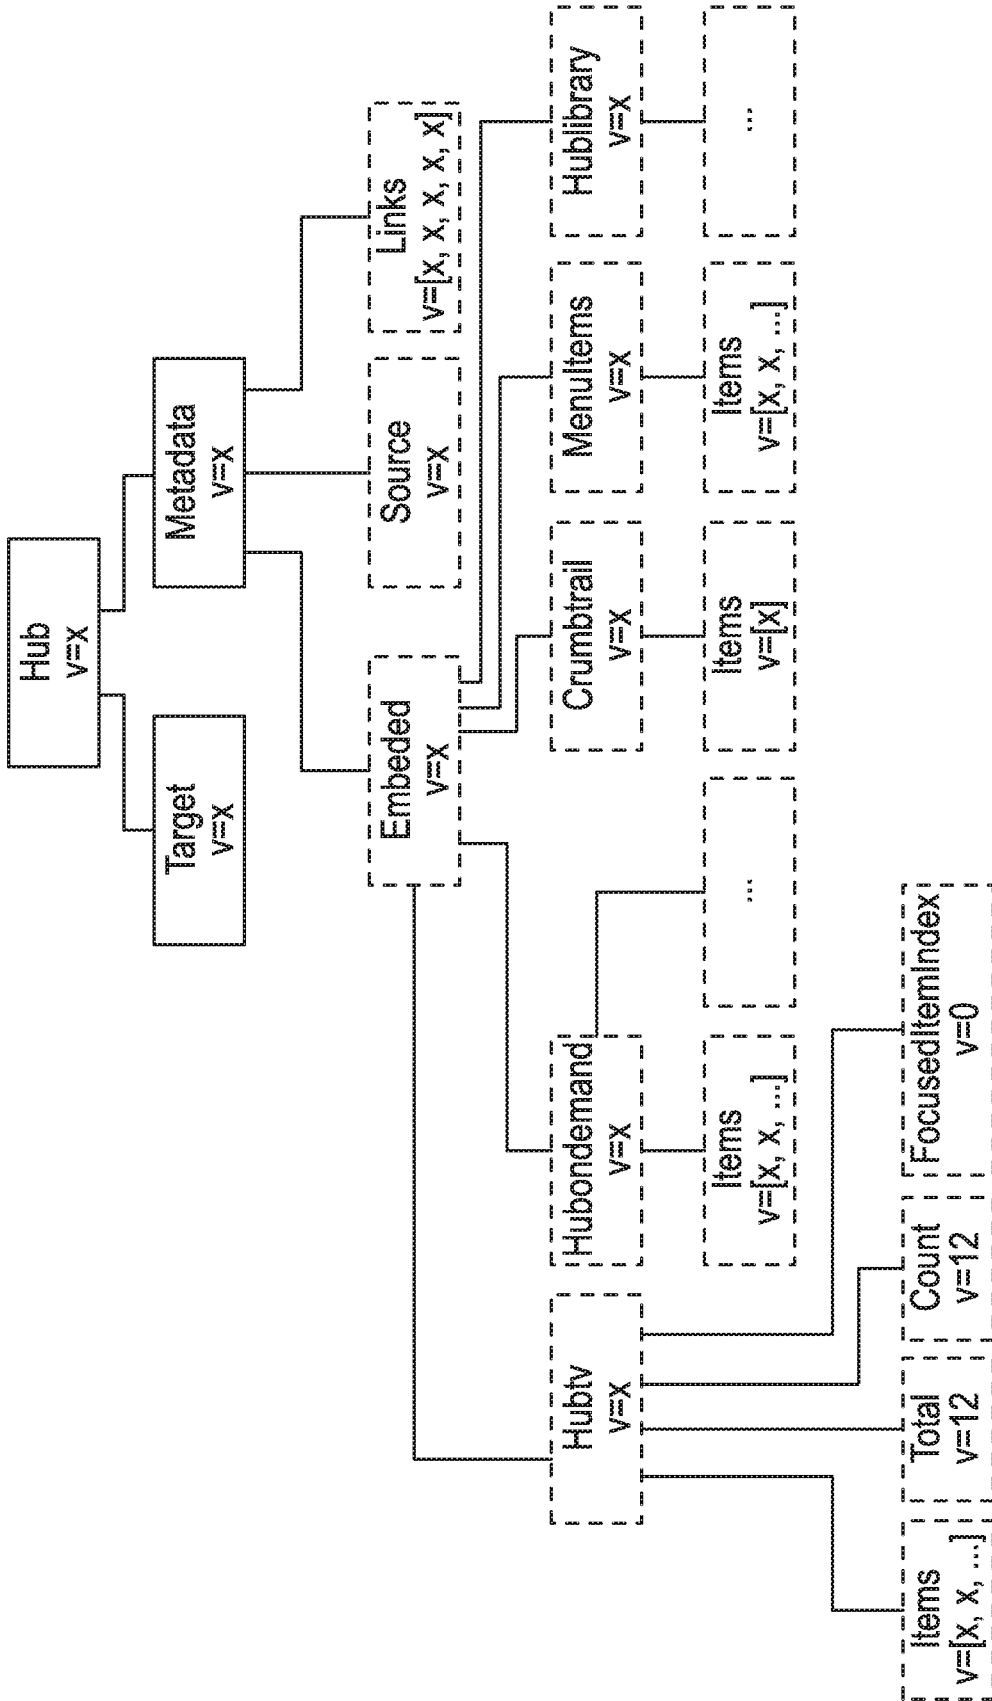 Hub
v=x
Target
v=x
Metadata
v=x
Embeded
v=x
Source
v=x
Links
v=[x, x, x, x, x]
Hubtv
v=x
Hubondemand
v=x
Crumbtrail
v=x
MenuItems
v=x
Hublibrary
v=x
Items
v=[x, x, ...]
...
Items
v=[x]
Items
v=[x, x, ...]
...
Items
v=[x, x, ...]
Total
v=12
Count
v=12
FocusedItemIndex
v=0